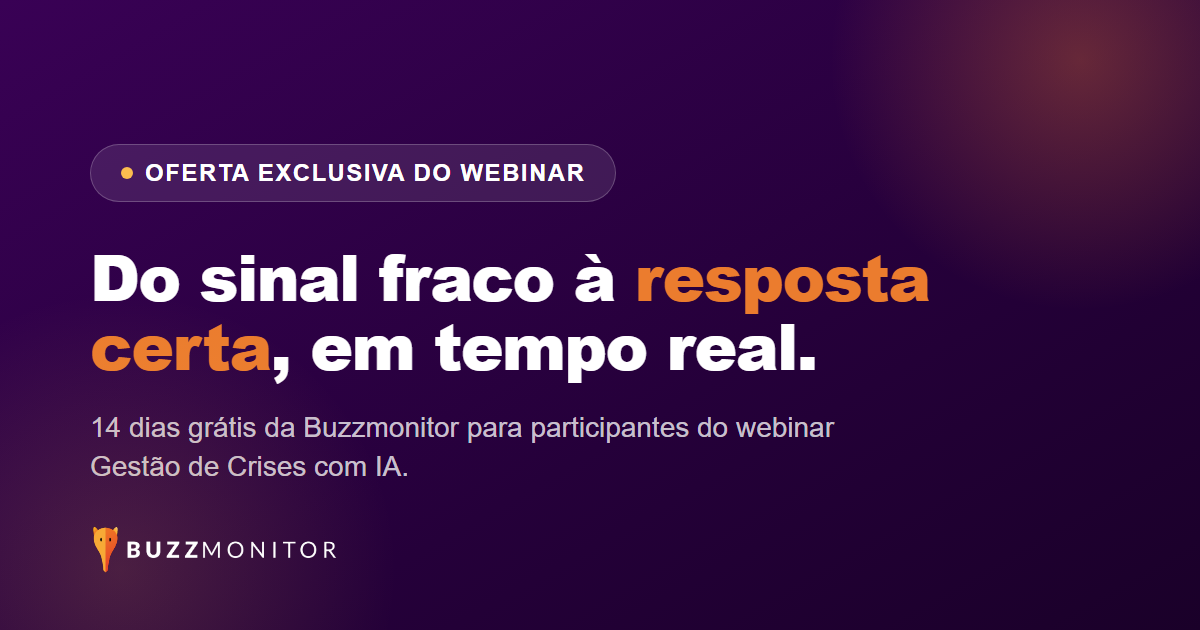 OFERTA EXCLUSIVA DO WEBINAR
Do sinal fraco à resposta
certa, em tempo real.
14 dias grátis da Buzzmonitor para participantes do webinar
Gestão de Crises com IA.
BUZZMONITOR